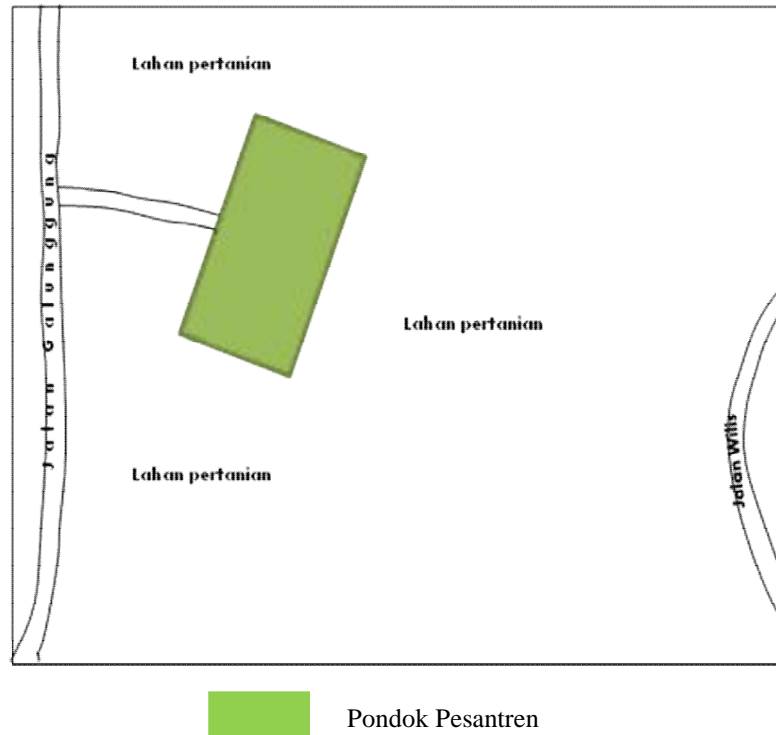 Lahan pertanian
Jalan Galunggung
Lahan pertanian
Lahan pertanian
Jalan Wilis
Pondok Pesantren